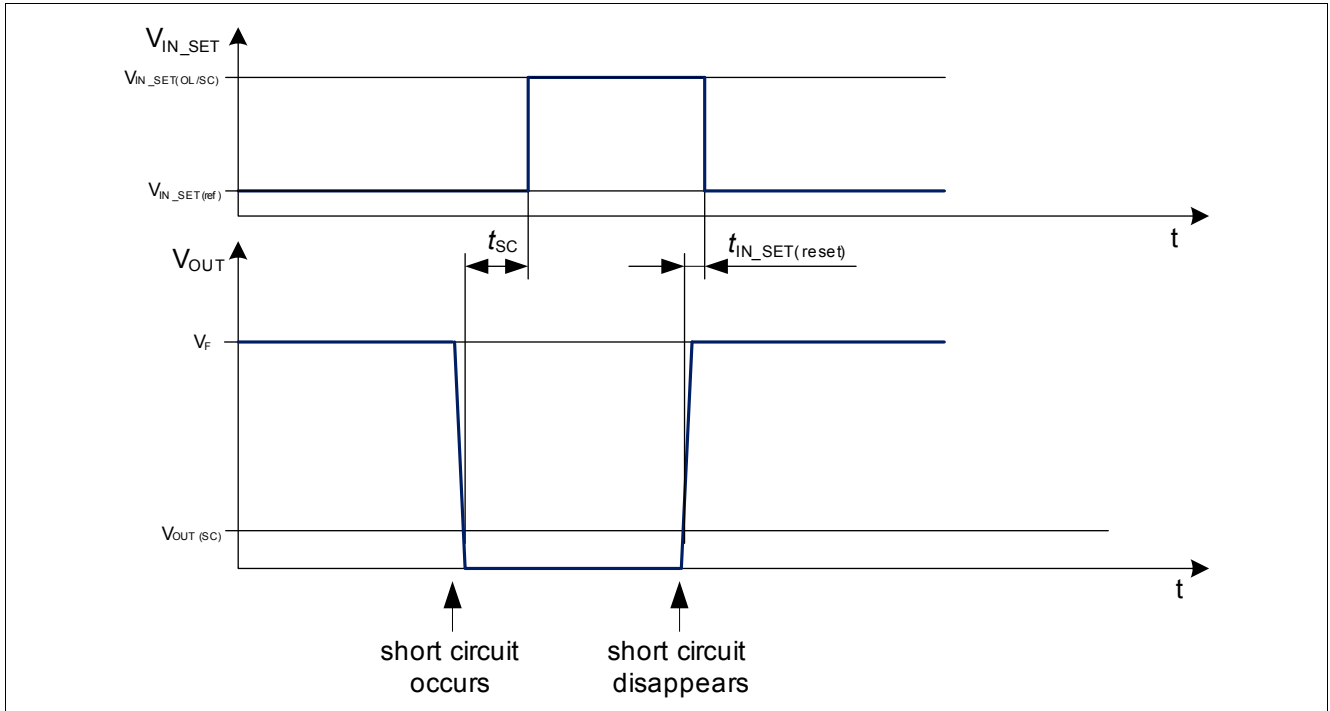 VIN_SET
VIN_SET(OL/SC)
VIN_SET(ref)
t
tSC
tIN_SET(reset)
VOUT
VF
VOUT (SC)
t
short circuit
occurs
short circuit
disappears